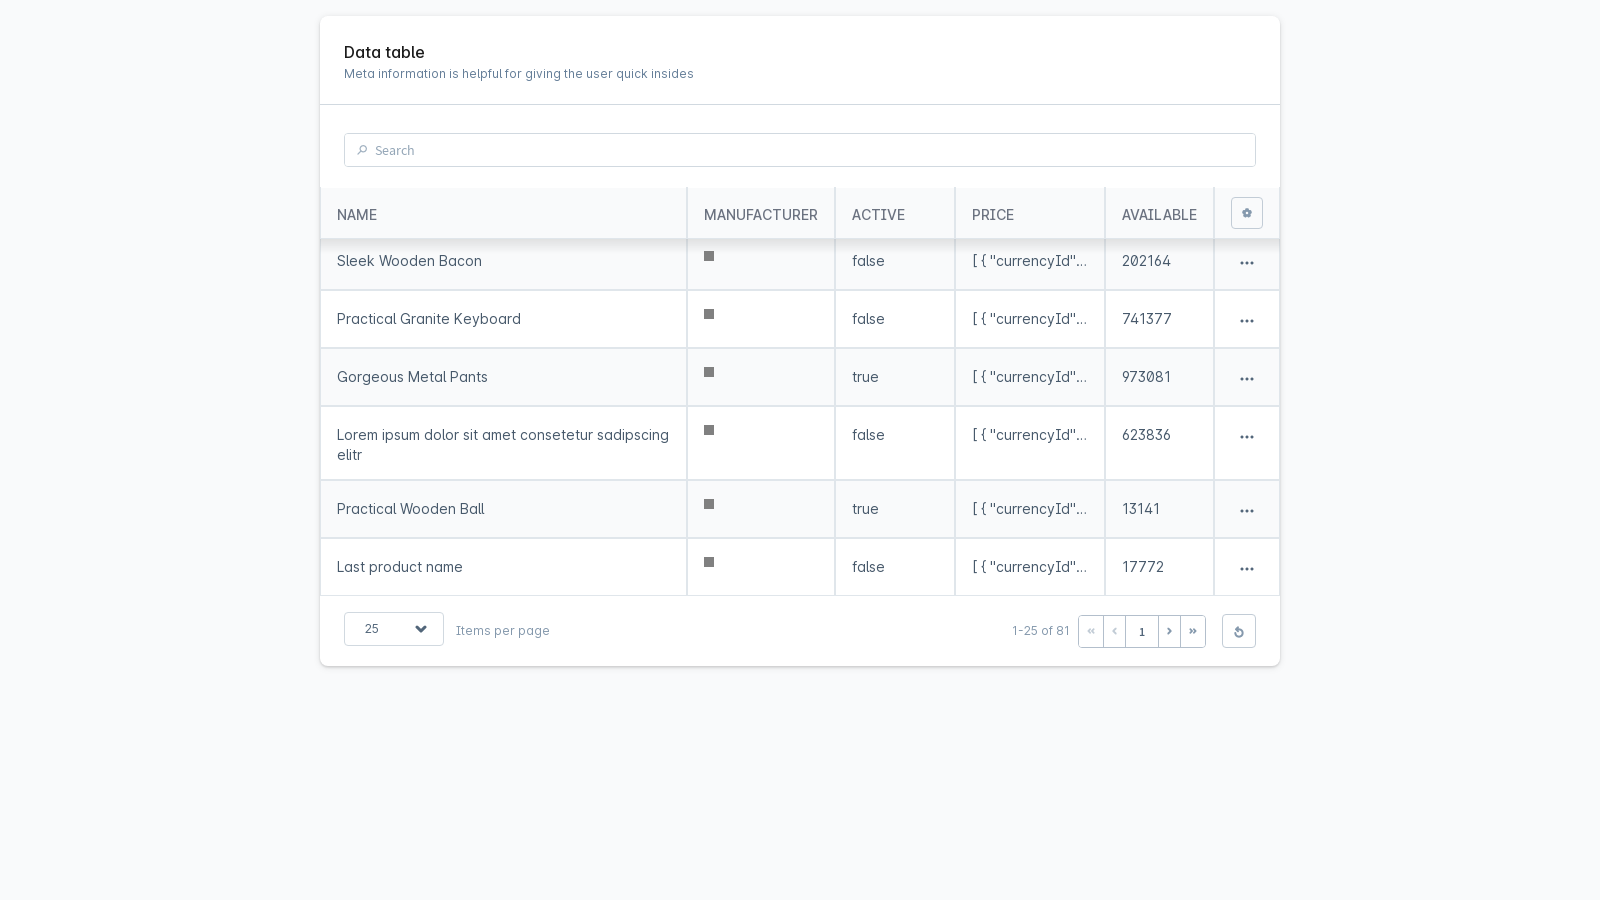 Data table
Meta information is helpful for giving the user quick insides
Search
NAME MANUFACTURER ACTIVE PRICE AVAILABLE
Sleek Wooden Bacon false [ { "currencyId"... 202164
Practical Granite Keyboard false [ { "currencyId"... 741377
Gorgeous Metal Pants true [ { "currencyId"... 973081
Lorem ipsum dolor sit amet consetetur sadipscing false [ { "currencyId"... 623836
elitr
Practical Wooden Ball true [ { "currencyId"... 13141
Last product name false [ { "currencyId"... 17772
25 Items per page 1-25 of 81 « ‹ 1 › »